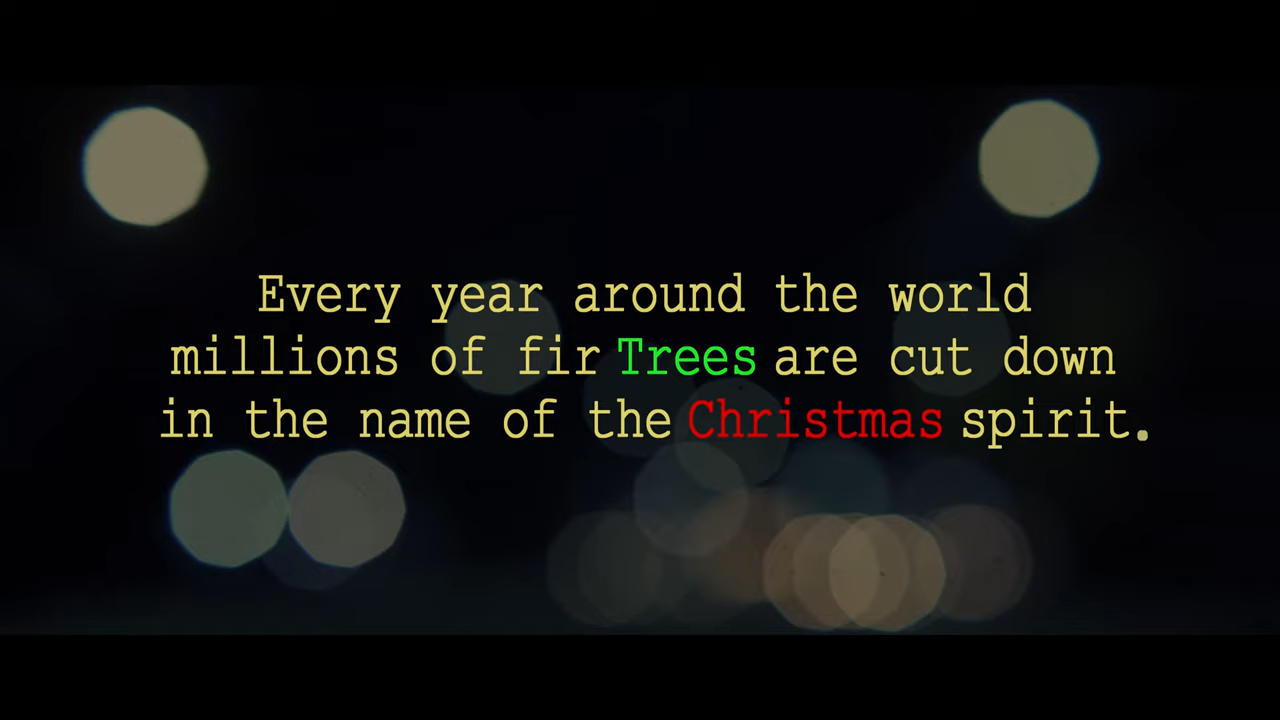 Every year around the world
millions of fir Trees are cut down
in the name of the Christmas spirit.